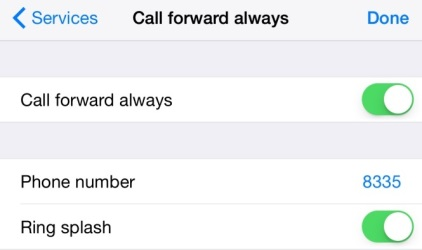 Services Call forward always Done
Call forward always
Phone number 8335
Ring splash